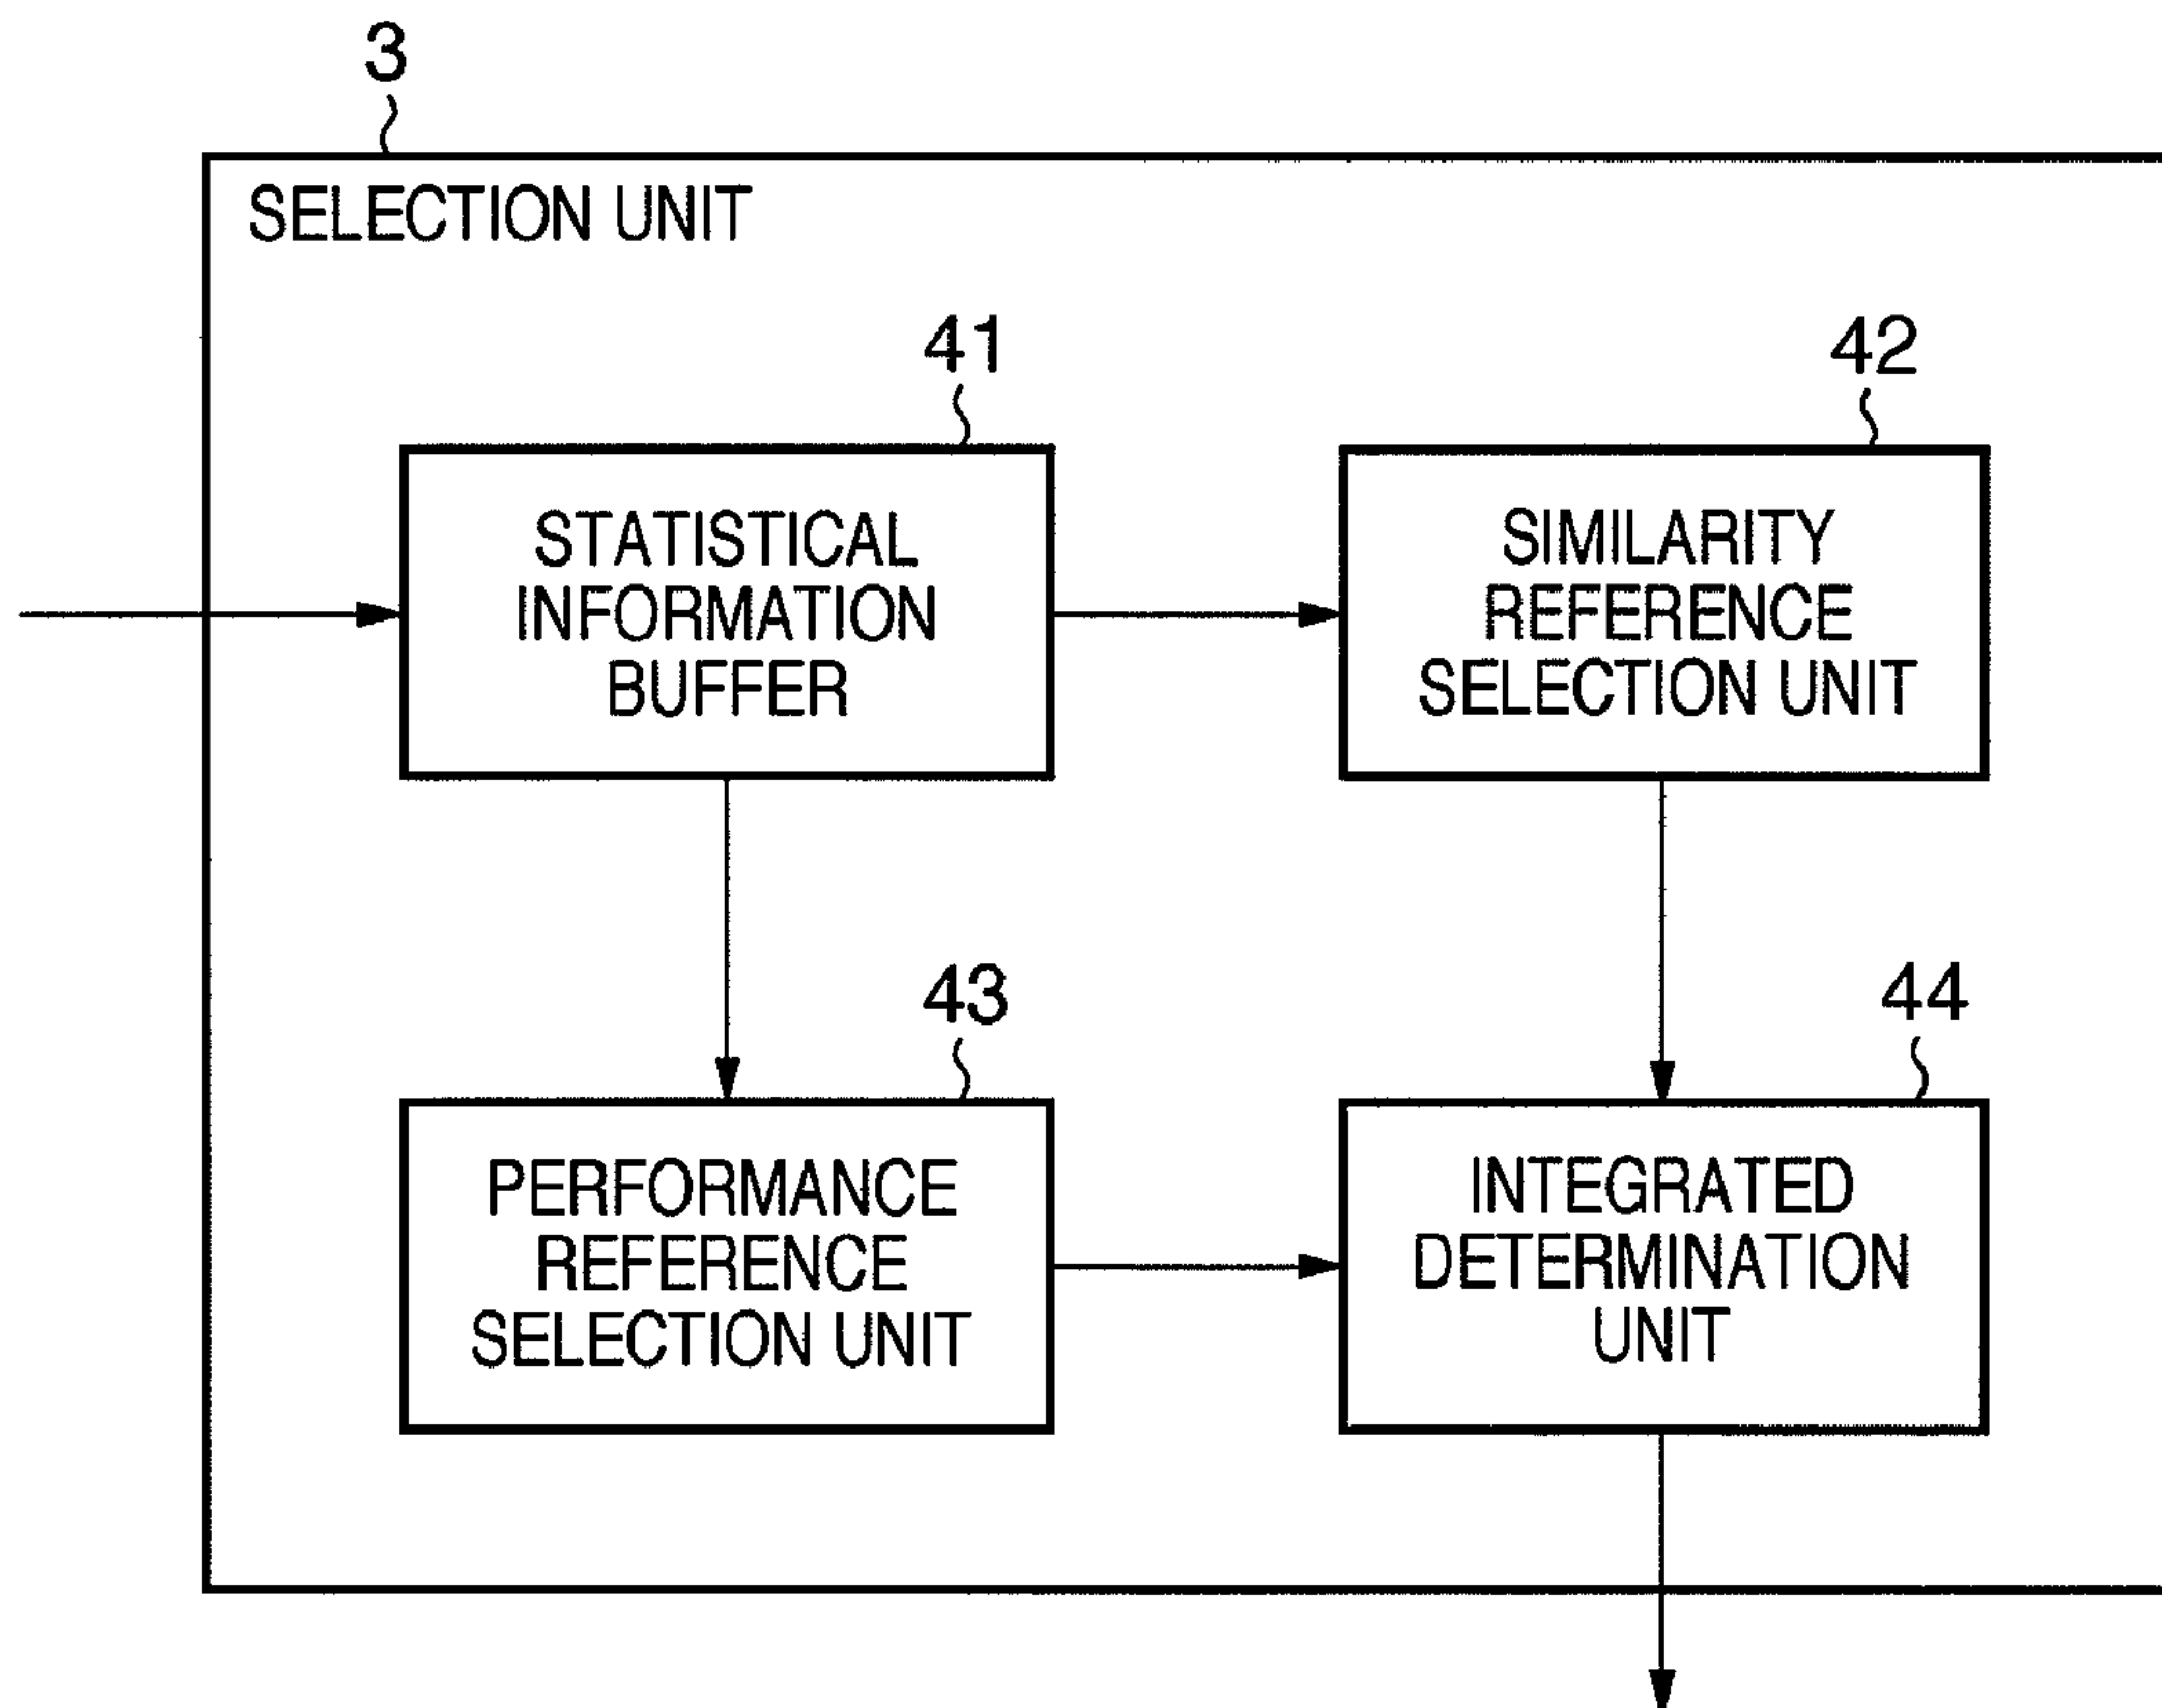 3
SELECTION UNIT
41
STATISTICAL
INFORMATION
BUFFER
42
SIMILARITY
REFERENCE
SELECTION UNIT
43
PERFORMANCE
REFERENCE
SELECTION UNIT
44
INTEGRATED
DETERMINATION
UNIT